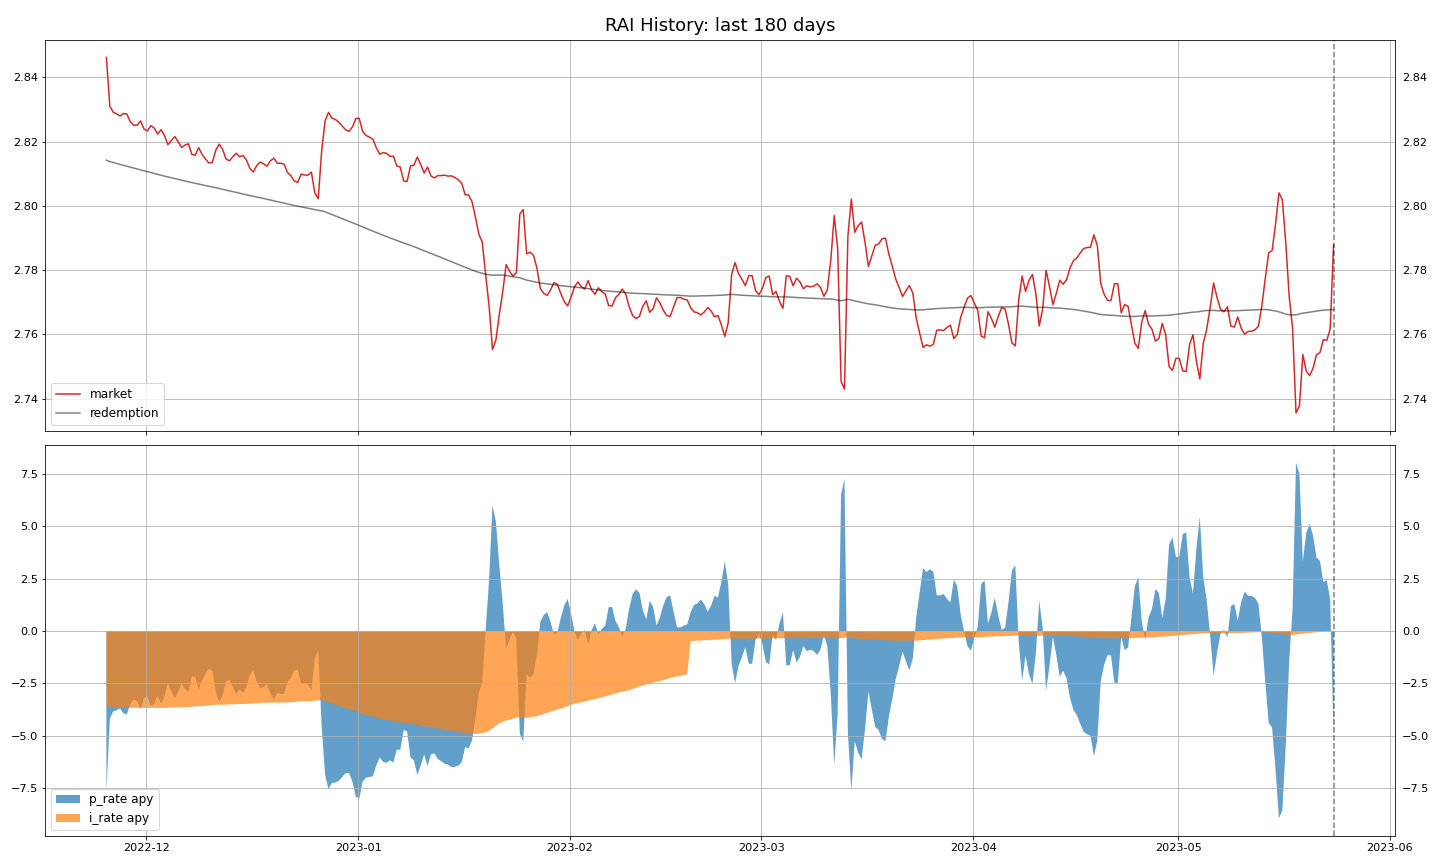 RAI History: last 180 days
2.84 2.84
2.82 2.82
2.80 2.80
2.78 2.78
2.76 2.76
2.74 2.74
market
redemption
7.5 7.5
5.0 5.0
2.5 2.5
0.0 0.0
−2.5 −2.5
−5.0 −5.0
−7.5 −7.5
p_rate apy
i_rate apy
2022-12 2023-01 2023-02 2023-03 2023-04 2023-05 2023-06